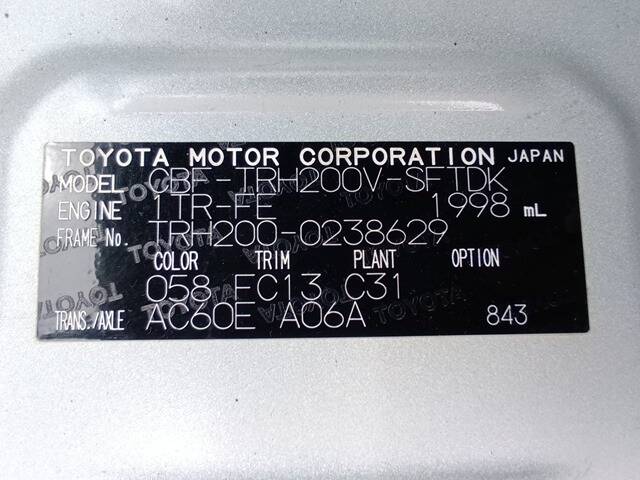 TOYOTA MOTOR CORPORATION JAPAN
MODEL CBF-TRH200V-SFTDK
ENGINE 1TR-FE 1998 mL
FRAME No. TRH200-0238629
COLOR TRIM PLANT OPTION
058 FC13 C31
TRANS./AXLE AC60E A06A 843